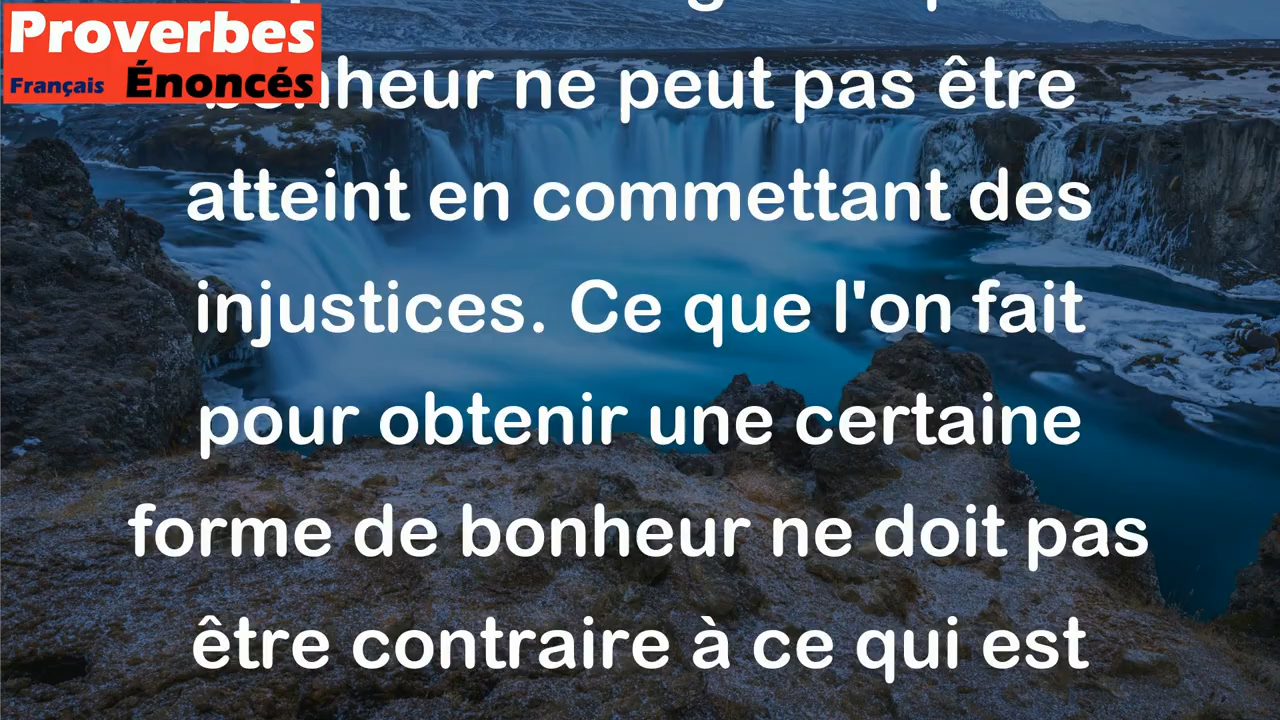 Proverbes
Français Énoncés
bonheur ne peut pas être
atteint en commettant des
injustices. Ce que l'on fait
pour obtenir une certaine
forme de bonheur ne doit pas
être contraire à ce qui est